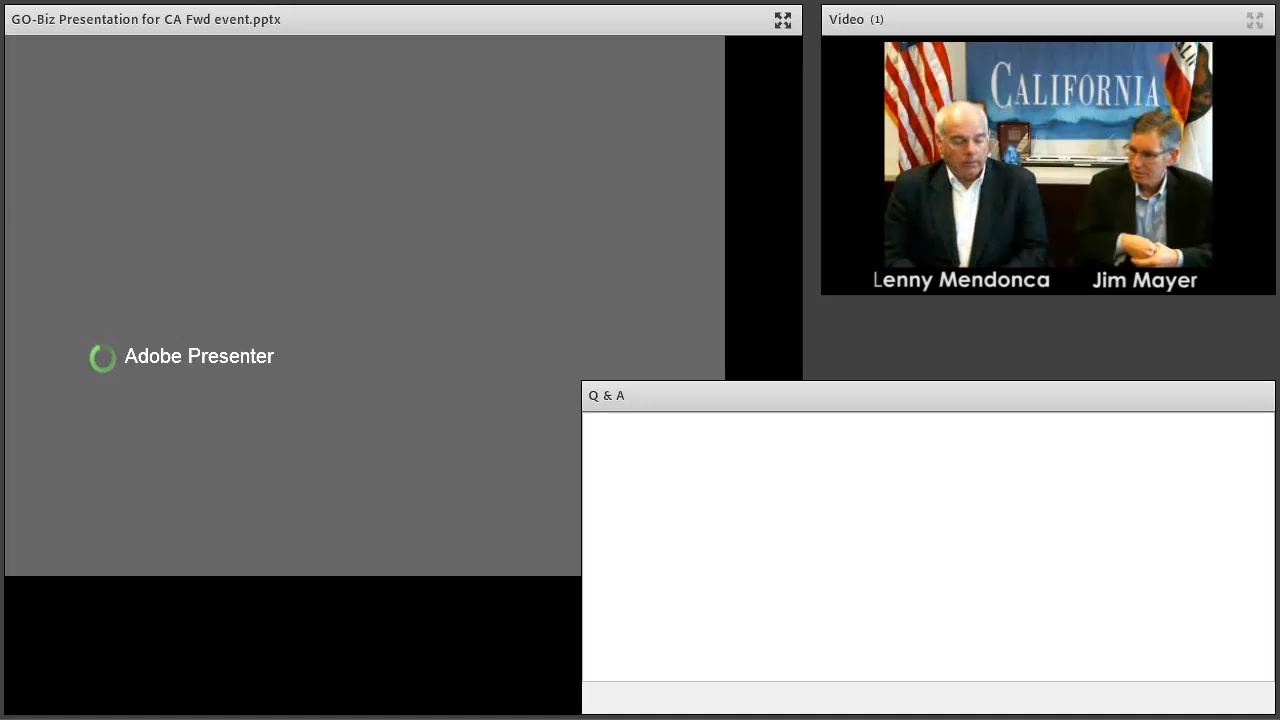 GO-Biz Presentation for CA Fwd event.pptx
Video (1)
CALIFORNIA
Lenny Mendonca
Jim Mayer
Adobe Presenter
Q & A